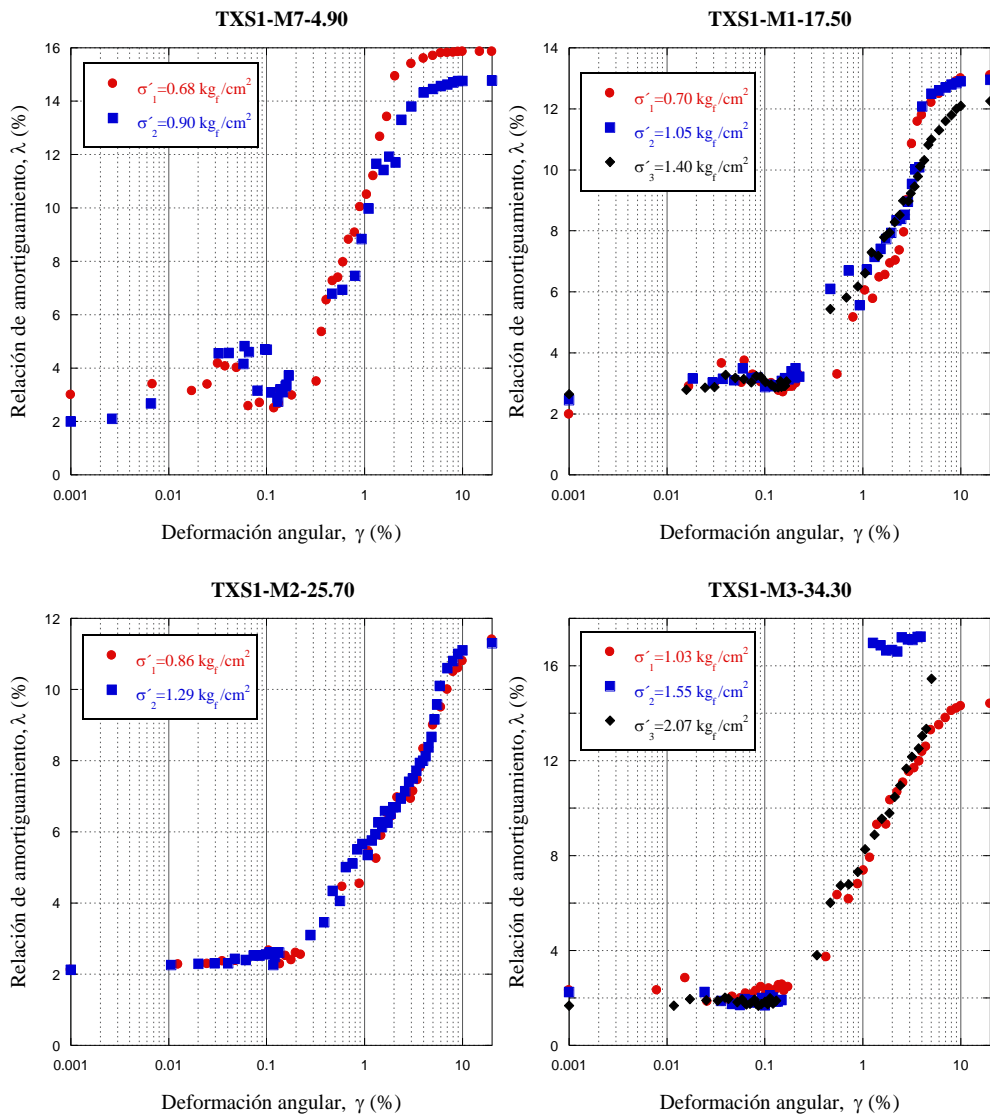 TXS1-M7-4.90
16
14
12
10
8
6
4
2
0
σ´1=0.68 kgf/cm2
σ´2=0.90 kgf/cm2
Relación de amortiguamiento, λ (%)
0.001 0.01 0.1 1 10
Deformación angular, γ (%)
TXS1-M1-17.50
14
12
10
8
6
4
2
0
σ´1=0.70 kgf/cm2
σ´2=1.05 kgf/cm2
σ´3=1.40 kgf/cm2
Relación de amortiguamiento, λ (%)
0.001 0.01 0.1 1 10
Deformación angular, γ (%)
TXS1-M2-25.70
12
10
8
6
4
2
0
σ´1=0.86 kgf/cm2
σ´2=1.29 kgf/cm2
Relación de amortiguamiento, λ (%)
0.001 0.01 0.1 1 10
Deformación angular, γ (%)
TXS1-M3-34.30
16
12
8
4
0
σ´1=1.03 kgf/cm2
σ´2=1.55 kgf/cm2
σ´3=2.07 kgf/cm2
Relación de amortiguamiento, λ (%)
0.001 0.01 0.1 1 10
Deformación angular, γ (%)